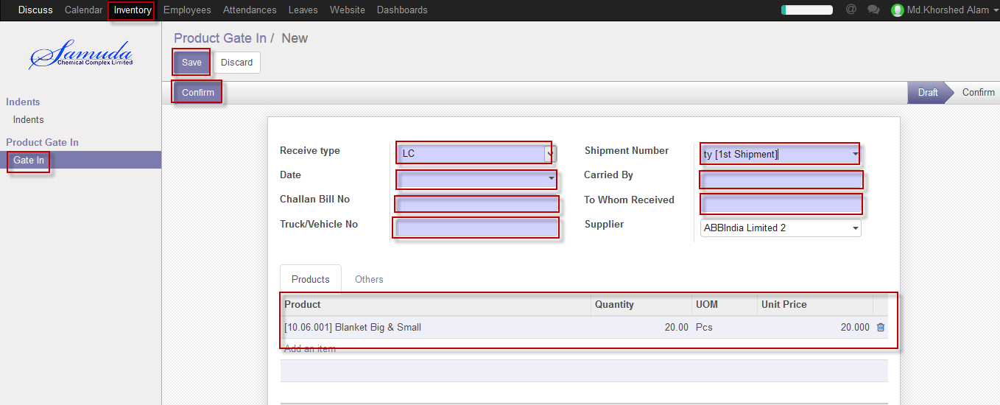 Discuss Calendar Inventory Employees Attendances Leaves Website Dashboards @ Md.Khorshed Alam
Samuda
Chemical Complex Limited
Product Gate In / New
Save Discard
Confirm Draft Confirm
Indents
Indents
Product Gate In
Gate In
Receive type LC Shipment Number ty [1st Shipment]
Date Carried By
Challan Bill No To Whom Received
Truck/Vehicle No Supplier ABBIndia Limited 2
Products Others
Product Quantity UOM Unit Price
[10.06.001] Blanket Big & Small 20.00 Pcs 20.000
Add an item